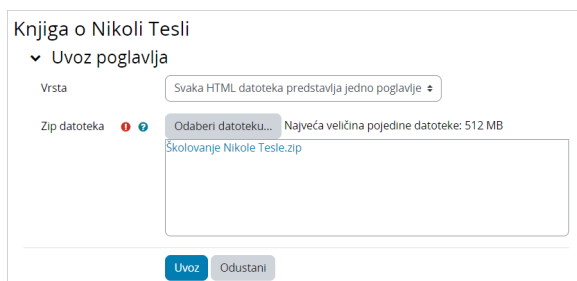 Knjiga o Nikoli Tesli
Uvoz poglavlja
Vrsta Svaka HTML datoteka predstavlja jedno poglavlje
Zip datoteka Odaberi datoteku... Najveća veličina pojedine datoteke: 512 MB
Školovanje Nikole Tesle.zip
Uvoz Odustani